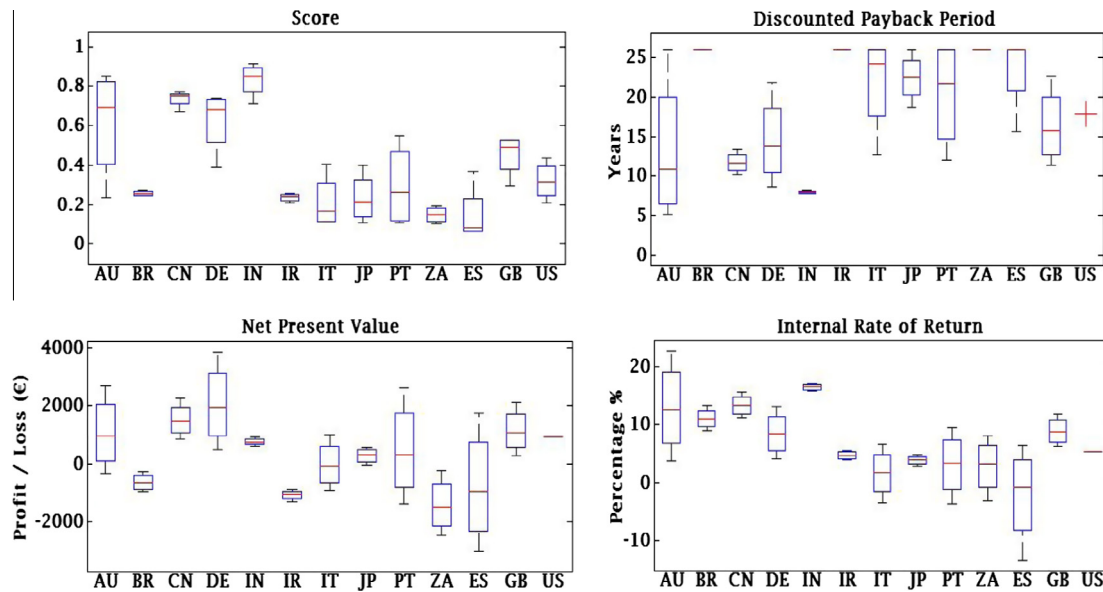 Score
1
0.8
0.6
0.4
0.2
0
AU BR CN DE IN IR IT JP PT ZA ES GB US
Discounted Payback Period
Years
30
25
20
15
10
5
0
AU BR CN DE IN IR IT JP PT ZA ES GB US
Net Present Value
Profit / Loss (€)
4000
2000
0
-2000
AU BR CN DE IN IR IT JP PT ZA ES GB US
Internal Rate of Return
Percentage %
20
10
0
-10
AU BR CN DE IN IR IT JP PT ZA ES GB US